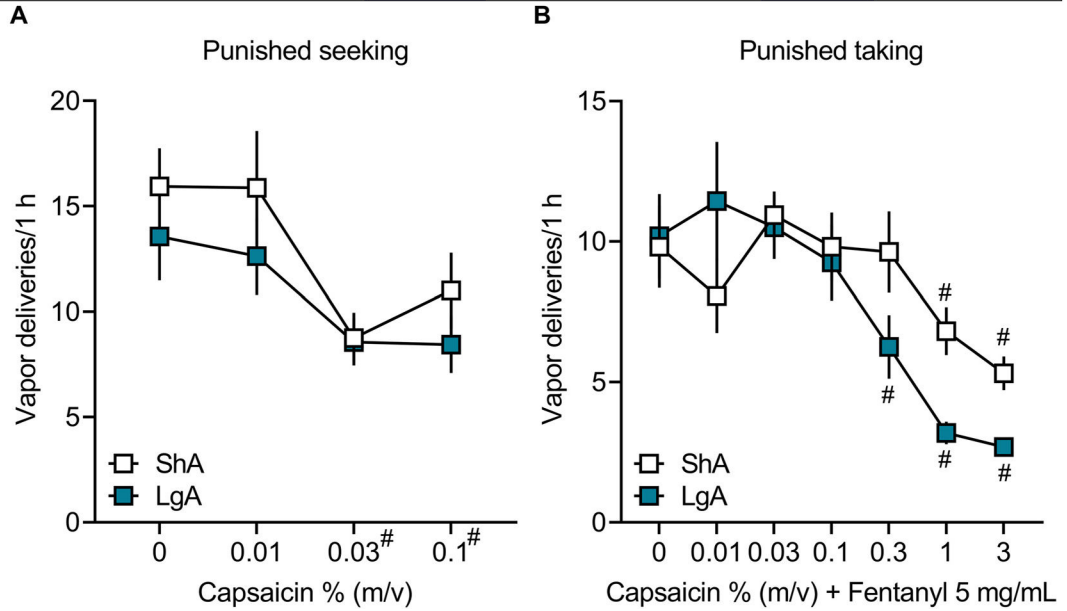 A
Punished seeking
Vapor deliveries/1 h
20
15
10
5
0
ShA
LgA
0 0.01 0.03# 0.1#
Capsaicin % (m/v)
B
Punished taking
Vapor deliveries/1 h
15
10
5
0
#
#
#
#
#
ShA
LgA
0 0.01 0.03 0.1 0.3 1 3
Capsaicin % (m/v) + Fentanyl 5 mg/mL